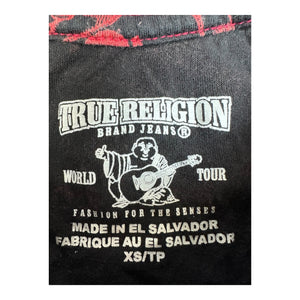 TRUE RELIGION
BRAND JEANS®
WORLD TOUR
FASHION FOR THE SENSES
MADE IN EL SALVADOR
FABRIQUE AU EL SALVADOR
XS/TP